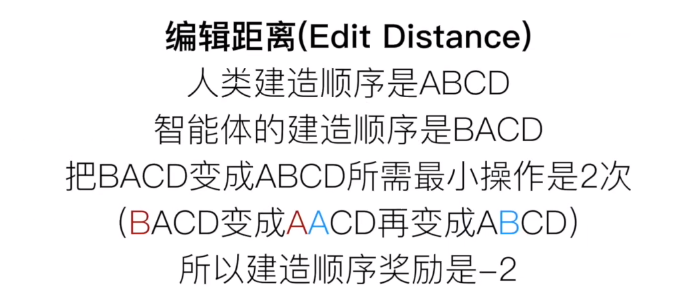 编辑距离(Edit Distance)
人类建造顺序是ABCD
智能体的建造顺序是BACD
把BACD变成ABCD所需最小操作是2次
（BACD变成AACD再变成ABCD）
所以建造顺序奖励是-2